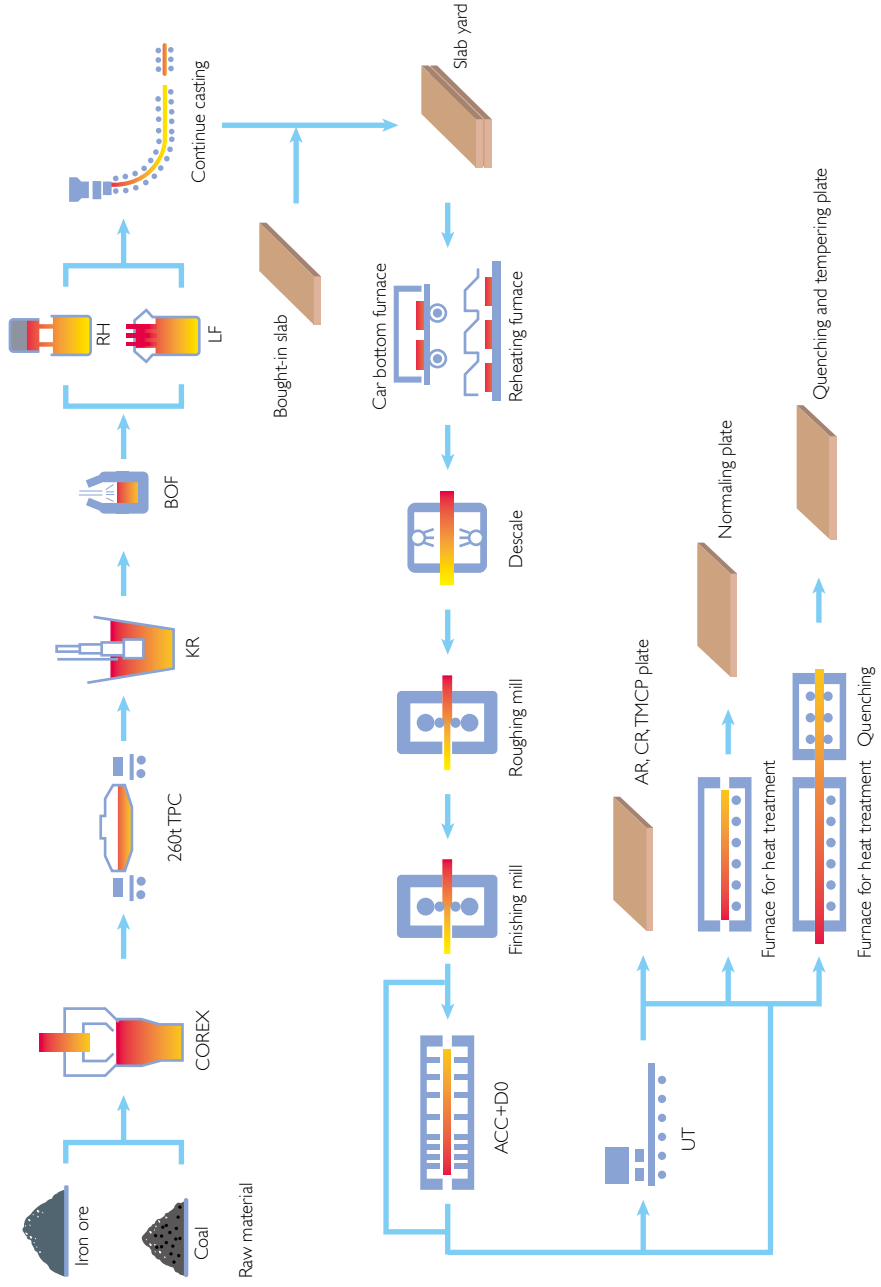 Iron ore
Coal
Raw material
COREX
260t TPC
KR
BOF
RH
LF
Continue casting
Bought-in slab
Slab yard
Car bottom furnace
Reheating furnace
Descale
Roughing mill
Finishing mill
ACC+D0
UT
AR, CR, TMCP plate
Furnace for heat treatment
Normaling plate
Furnace for heat treatment
Quenching
Quenching and tempering plate